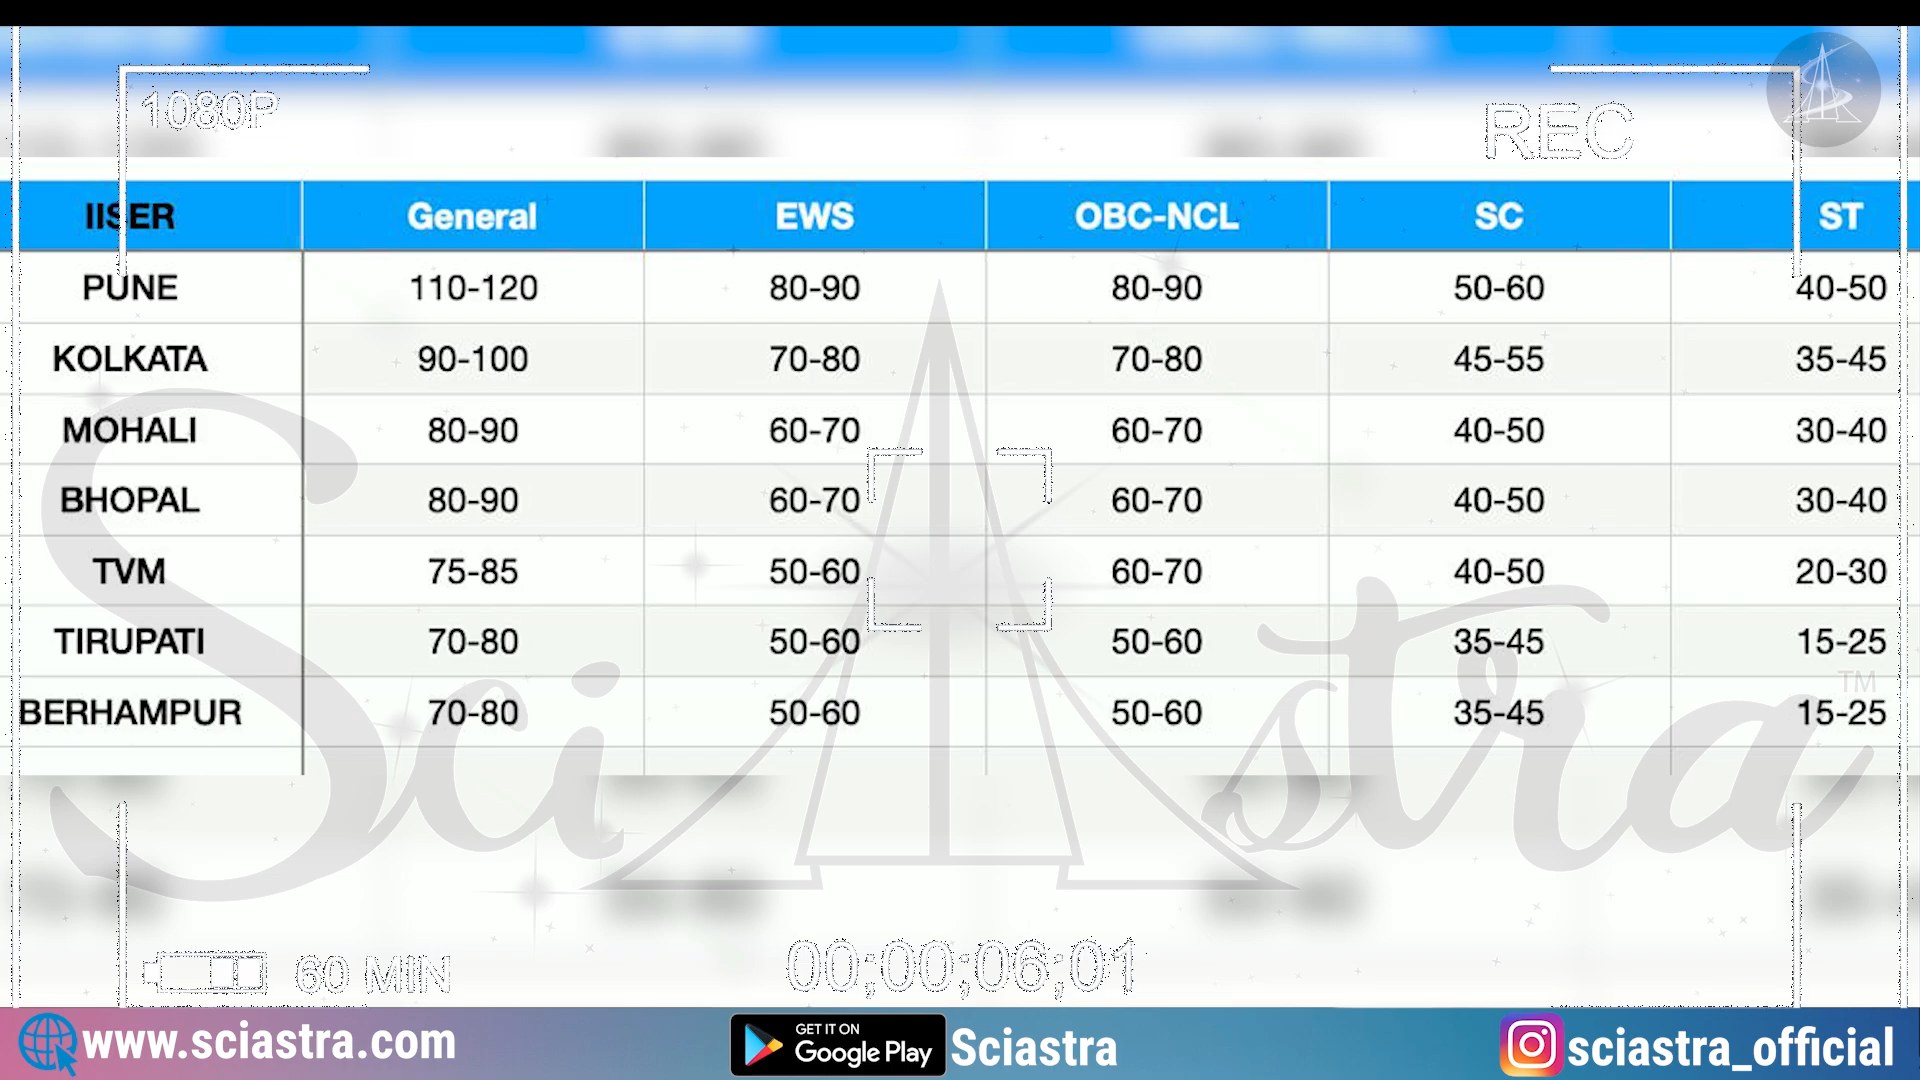 1080P
REC
IISER General EWS OBC-NCL SC ST
PUNE 110-120 80-90 80-90 50-60 40-50
KOLKATA 90-100 70-80 70-80 45-55 35-45
MOHALI 80-90 60-70 60-70 40-50 30-40
BHOPAL 80-90 60-70 60-70 40-50 30-40
TVM 75-85 50-60 60-70 40-50 20-30
TIRUPATI 70-80 50-60 50-60 35-45 15-25
BERHAMPUR 70-80 50-60 50-60 35-45 15-25
SciAstra TM
60 MIN 00;00;06;01
www.sciastra.com GET IT ON Google Play Sciastra sciastra_official